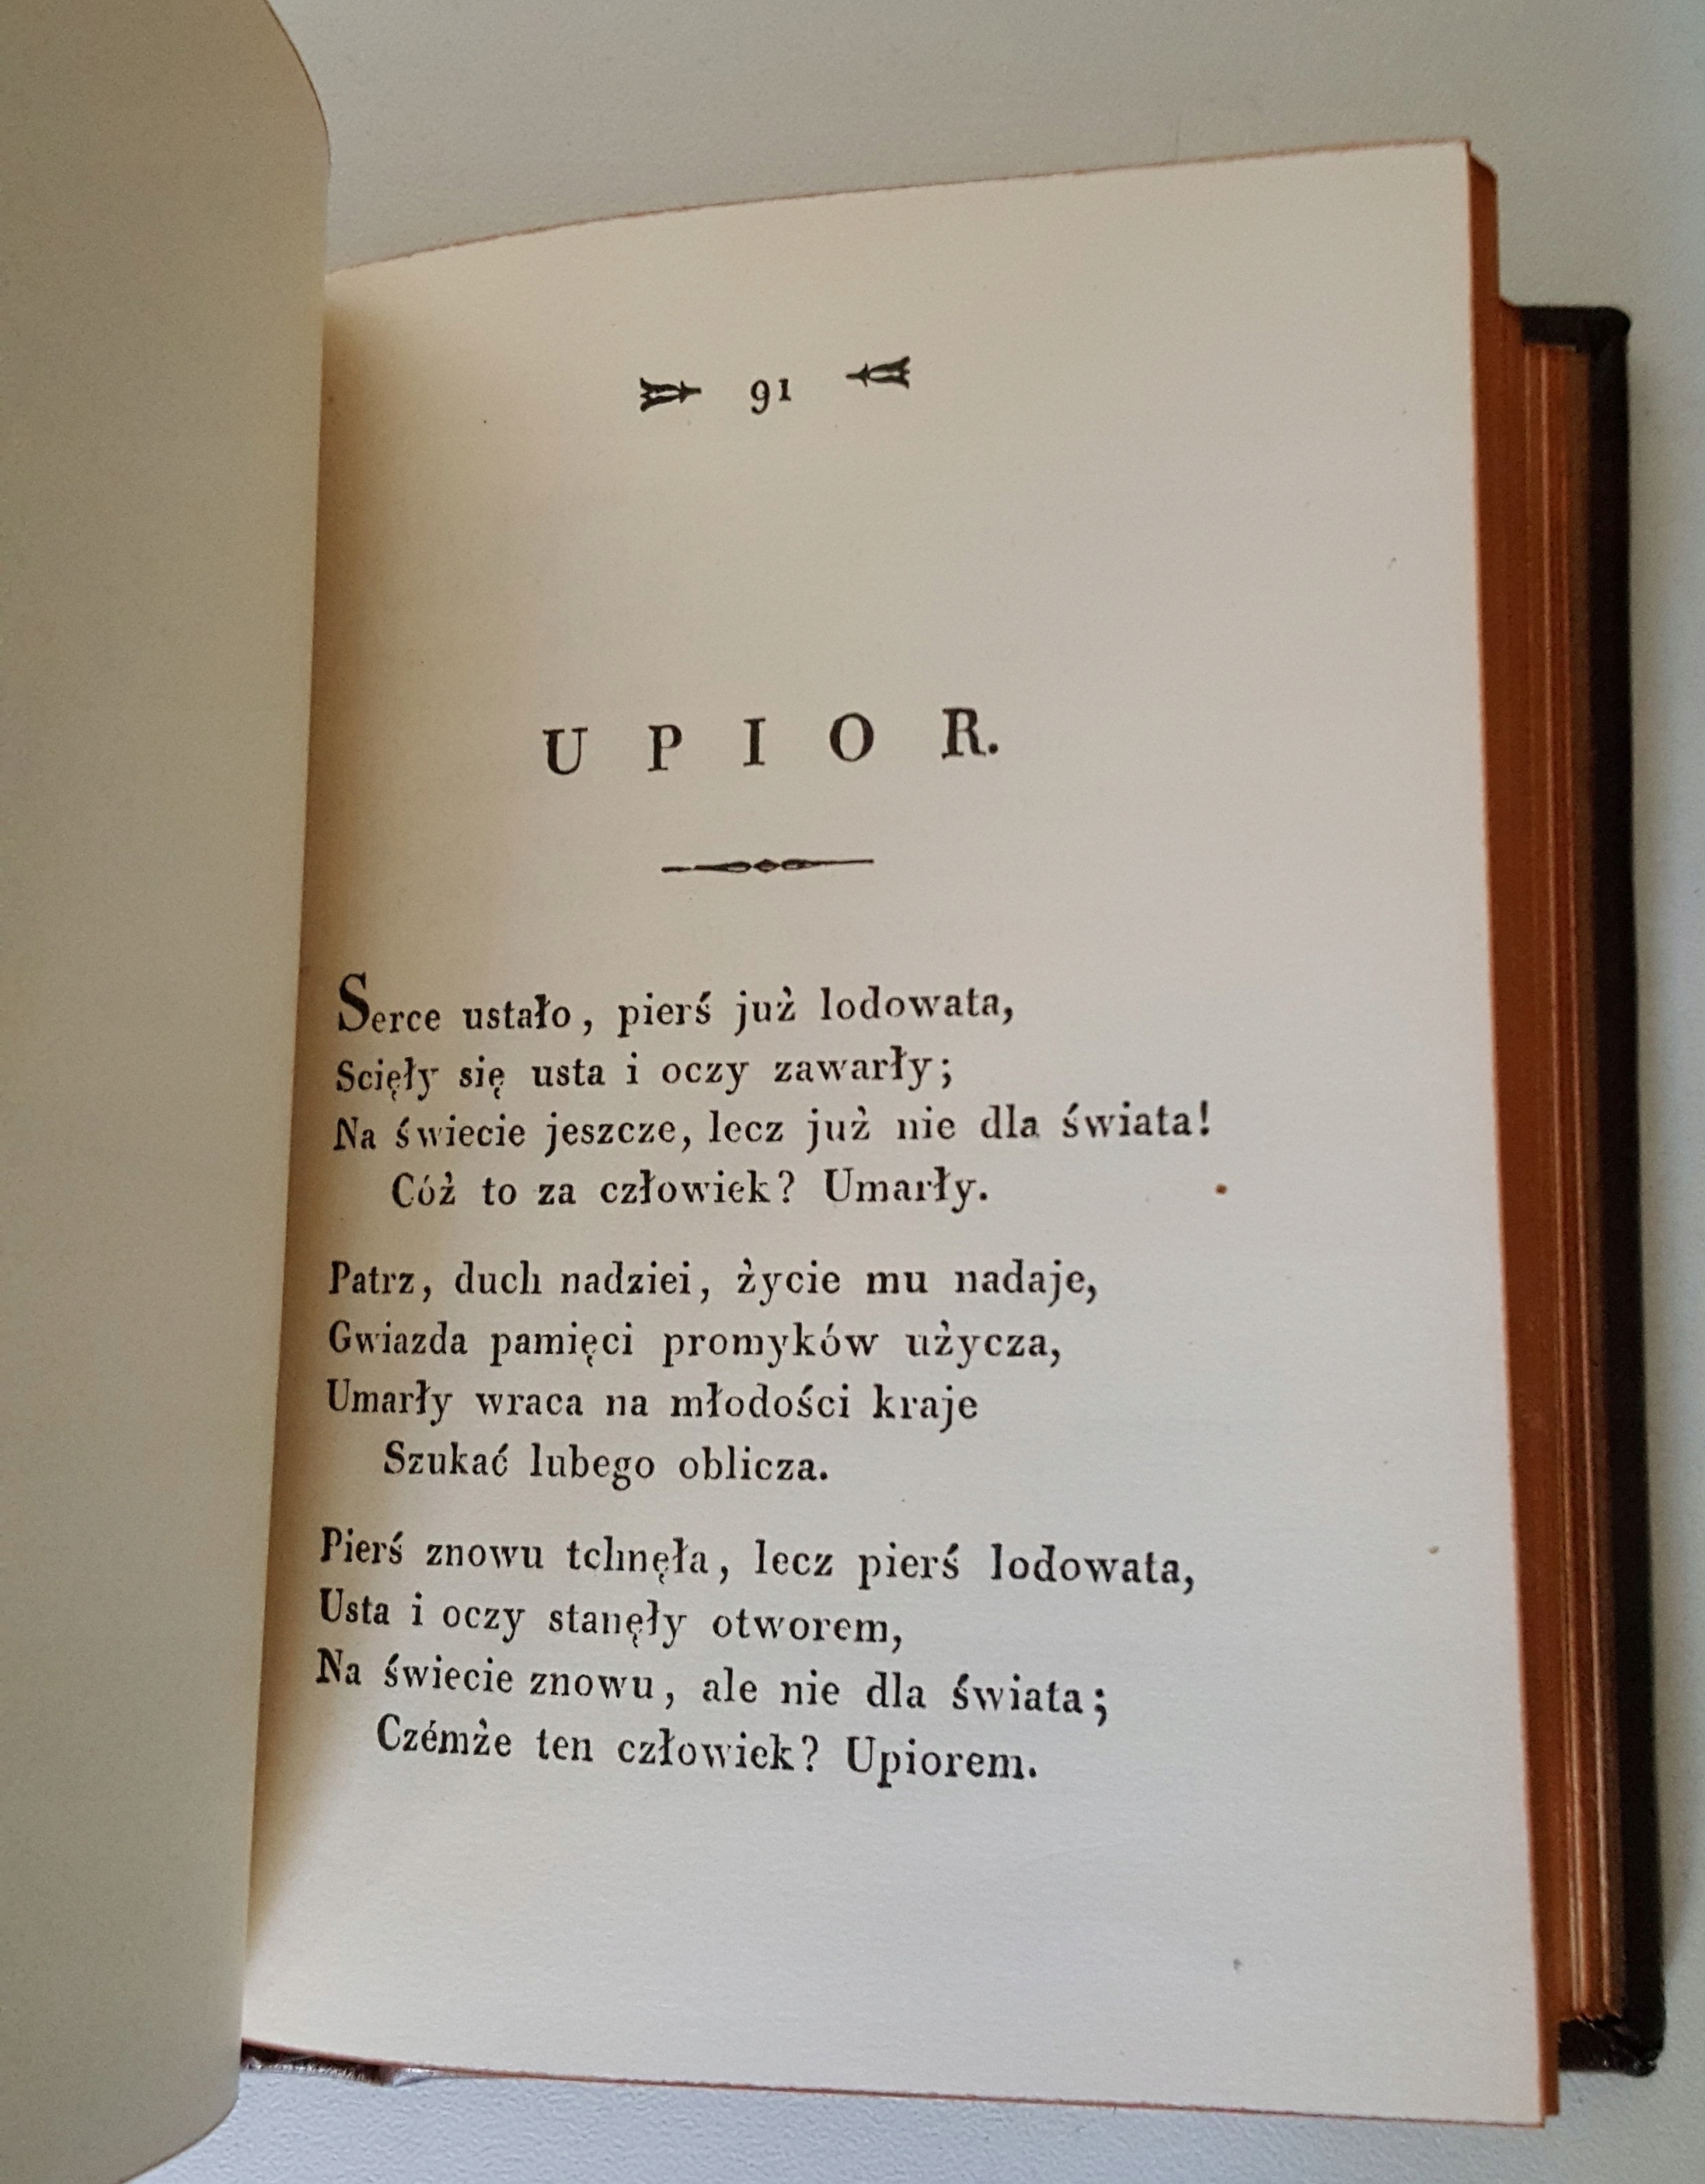 91
UPIOR.
Serce ustało, pierś już lodowata,
Scięły się usta i oczy zawarły;
Na świecie jeszcze, lecz już nie dla świata!
Cóż to za człowiek? Umarły.
Patrz, duch nadziei, życie mu nadaje,
Gwiazda pamięci promyków użycza,
Umarły wraca na młodości kraje
Szukać lubego oblicza.
Pierś znowu tchnęła, lecz pierś lodowata,
Usta i oczy stanęły otworem,
Na świecie znowu, ale nie dla świata;
Czémże ten człowiek? Upiorem.